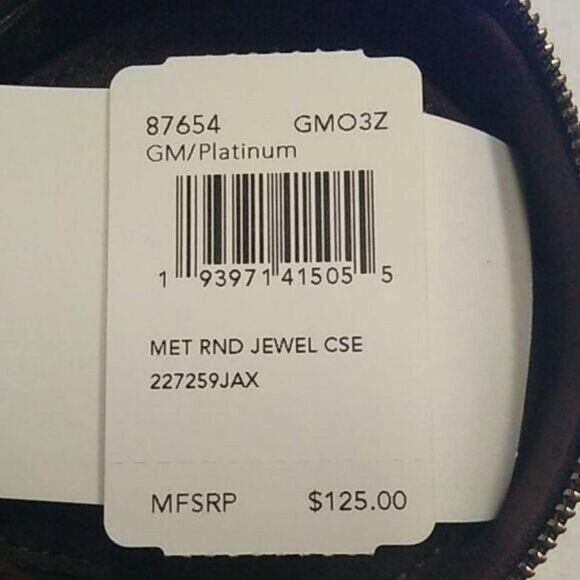 87654 GMO3Z
GM/Platinum
1 93971 41505 5
MET RND JEWEL CSE
227259JAX
MFSRP $125.00